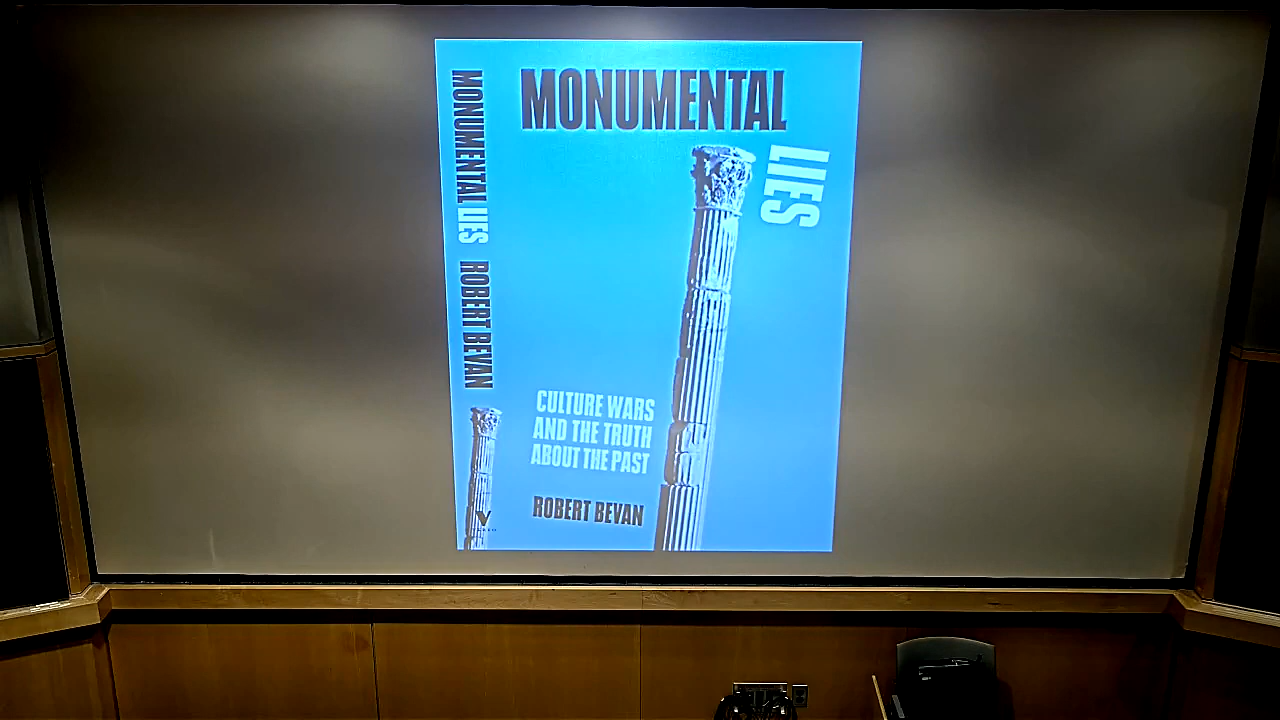 MONUMENTAL LIES ROBERT BEVAN
MONUMENTAL
LIES
CULTURE WARS
AND THE TRUTH
ABOUT THE PAST
ROBERT BEVAN